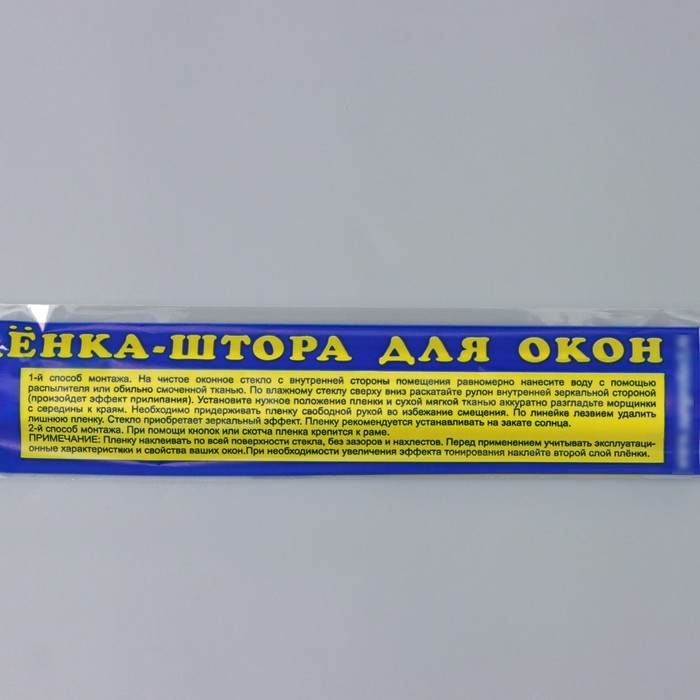 ЁНКА-ШТОРА ДЛЯ ОКОН
1-й способ монтажа. На чистое оконное стекло с внутренней стороны помещения равномерно нанесите воду с помощью
распылителя или обильно смоченной тканью. По влажному стеклу сверху вниз раскатайте рулон внутренней зеркальной стороной
(произойдет эффект прилипания). Установите нужное положение пленки и сухой мягкой тканью аккуратно разгладьте морщинки
с середины к краям. Необходимо придерживать пленку свободной рукой во избежание смещения. По линейке лезвием удалить
лишнюю пленку. Стекло приобретает зеркальный эффект. Пленку рекомендуется устанавливать на закате солнца.
2-й способ монтажа. При помощи кнопок или скотча пленка крепится к раме.
ПРИМЕЧАНИЕ: Пленку наклеивать по всей поверхности стекла, без зазоров и нахлестов. Перед применением учитывать эксплуатаци-
онные характеристики и свойства ваших окон.При необходимости увеличения эффекта тонирования наклейте второй слой плёнки.